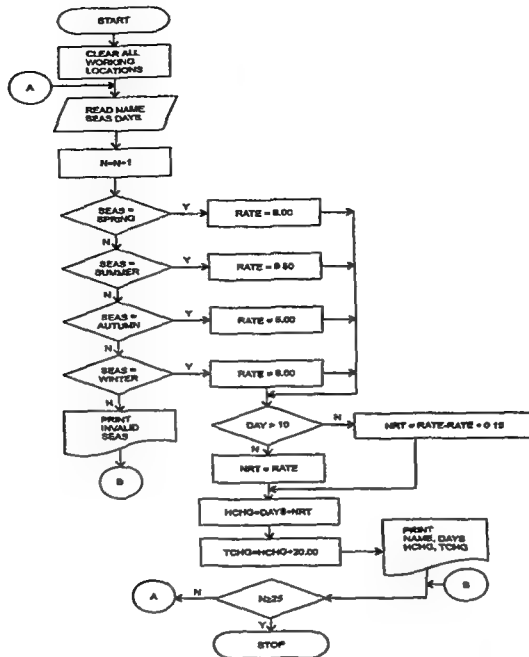 START
CLEAR ALL
WORKING
LOCATIONS
A
READ NAME
SEAS DAYS
N=N+1
SEAS =
SPRING
Y
RATE =
N
SEAS =
SUMMER
Y
RATE = 9 50
N
SEAS =
AUTUMN
Y
RATE =
N
SEAS =
WINTER
Y
RATE =
N
PRINT
INVALID
SEAS
B
DAY > 10
N
NRT = RATE-RATE 0 15
N
NRT = RATE
HCHG=DAYS*NRT
TCHG=HCHG+20.00
PRINT
NAME, DAYS
HCHG, TCHG
B
A
N
N≥25
Y
STOP